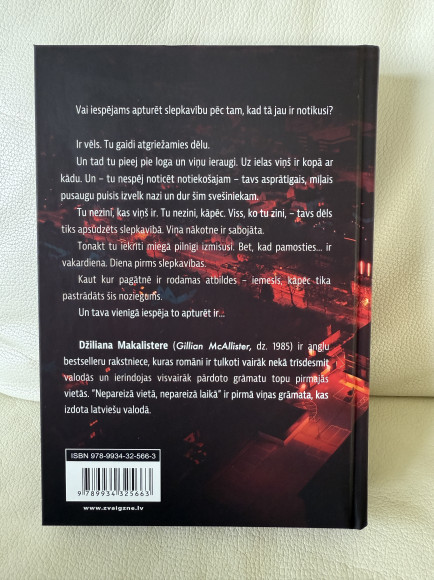 Vai iespējams apturēt slepkavību pēc tam, kad tā jau ir notikusi?
Ir vēls. Tu gaidi atgriežamies dēlu.
Un tad tu pieej pie loga un viņu ieraugi. Uz ielas viņš ir kopā ar
kādu. Un – tu nespēj noticēt notiekošajam – tavs asprātīgais, mīļais
pusaugu puisis izvelk nazi un dur šim svešiniekam.
Tu nezini, kas viņš ir. Tu nezini, kāpēc. Viss, ko tu zini, – tavs dēls
tiks apsūdzēts slepkavībā. Viņa nākotne ir sabojāta.
Tonakt tu iekrīti miegā pilnīgā izmisusi. Bet, kad pamosties... ir
vakardiena. Diena pirms slepkavības.
Kaut kur pagātnē ir rodamas atbildes – iemesls, kāpēc tika
pastrādāts šis noziegums.
Un tava vienīgā iespēja to apturēt ir...
Džiliana Makalistere (Gillian McAllister, dz. 1985) ir angļu
bestselleru rakstniece, kuras romāni ir tulkoti vairāk nekā trīsdesmit
valodās un ierindojas visvairāk pārdoto grāmatu topu pirmajās
vietās. "Nepareizā vietā, nepareizā laikā" ir pirmā viņas grāmata, kas
izdota latviešu valodā.
ISBN 978-9934-32-566-3
9 789934 325663
www.zvaigzne.lv